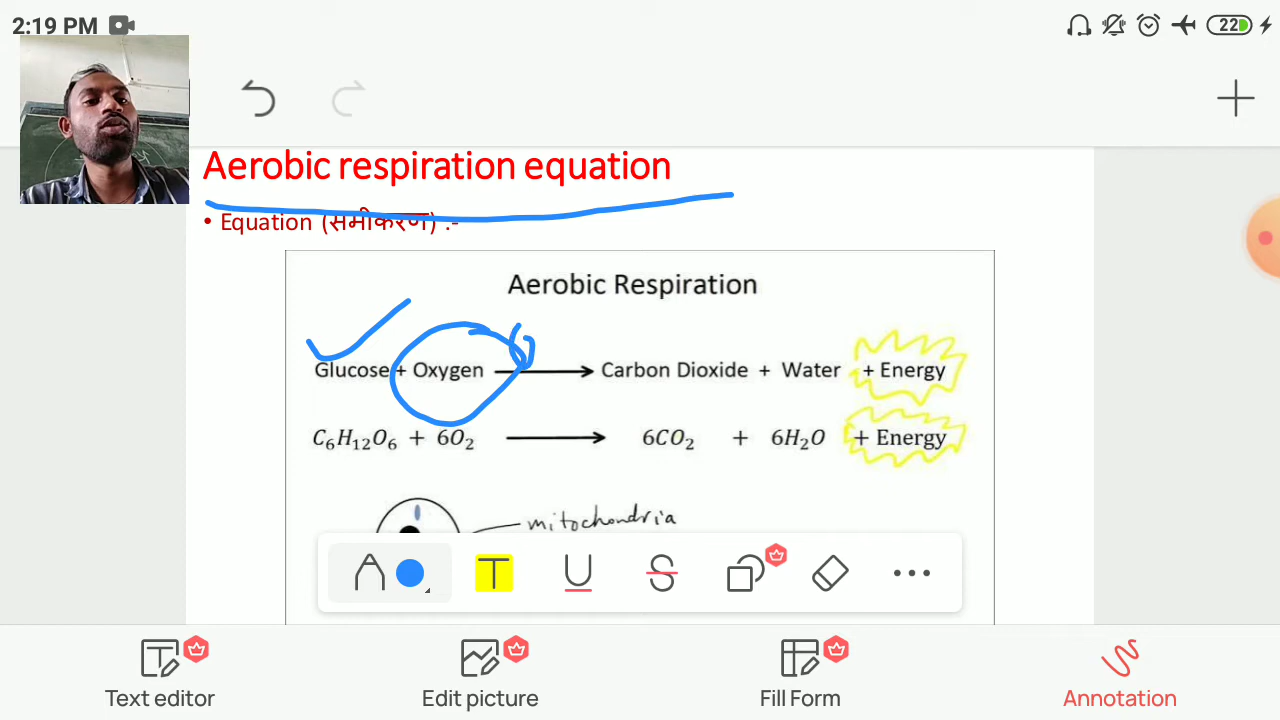 2:19 PM
22
Aerobic respiration equation
• Equation (समीकरण) :-
Aerobic Respiration
Glucose + Oxygen ⟶ Carbon Dioxide + Water + Energy
C₆H₁₂O₆ + 6O₂ ⟶ 6CO₂ + 6H₂O + Energy
mitochondria
T U S
Text editor Edit picture Fill Form Annotation